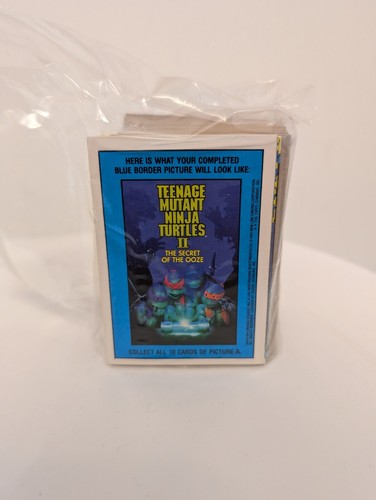 HERE IS WHAT YOUR COMPLETED
BLUE BORDER PICTURE WILL LOOK LIKE:
TEENAGE
MUTANT
NINJA
TURTLES
II
THE SECRET
OF THE OOZE
COLLECT ALL 10 CARDS OF PICTURE A.